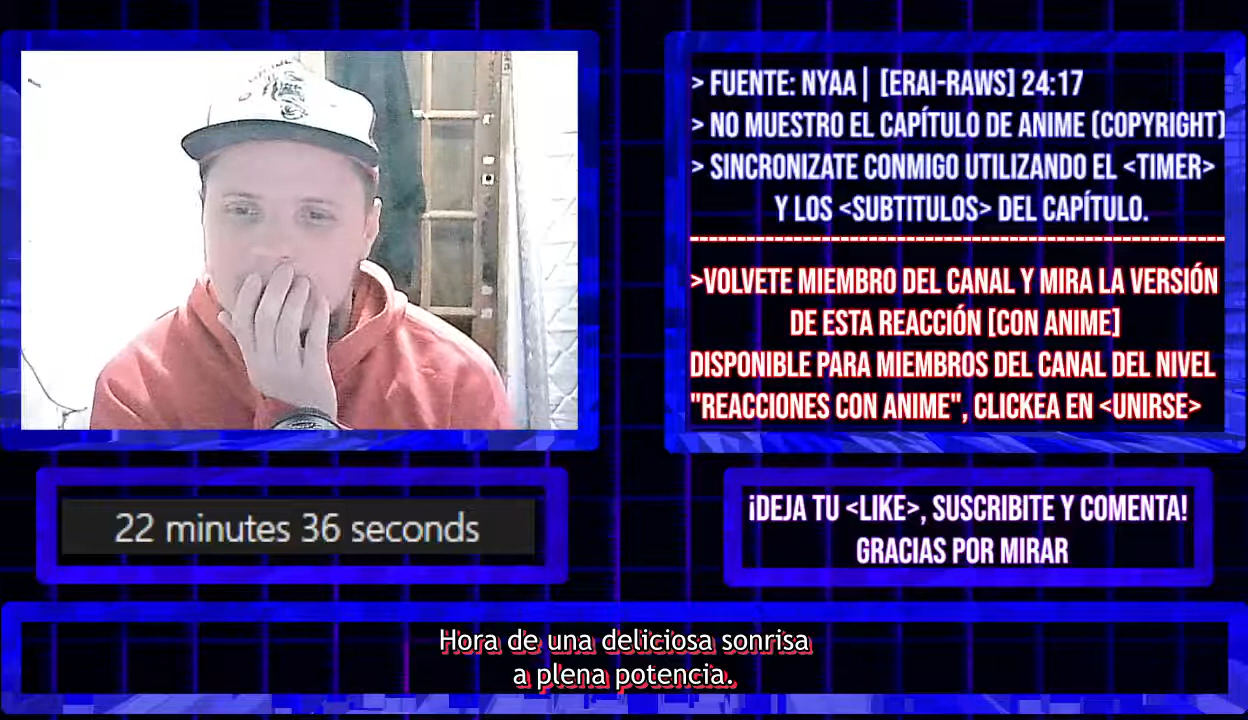 > FUENTE: NYAA| [ERAI-RAWS] 24:17
> NO MUESTRO EL CAPÍTULO DE ANIME (COPYRIGHT)
> SINCRONIZATE CONMIGO UTILIZANDO EL <TIMER>
Y LOS <SUBTITULOS> DEL CAPÍTULO.
>VOLVETE MIEMBRO DEL CANAL Y MIRA LA VERSIÓN
DE ESTA REACCIÓN [CON ANIME]
DISPONIBLE PARA MIEMBROS DEL CANAL DEL NIVEL
"REACCIONES CON ANIME", CLICKEA EN <UNIRSE>
22 minutes 36 seconds
¡DEJA TU <LIKE>, SUSCRIBITE Y COMENTA!
GRACIAS POR MIRAR
Hora de una deliciosa sonrisa
a plena potencia.